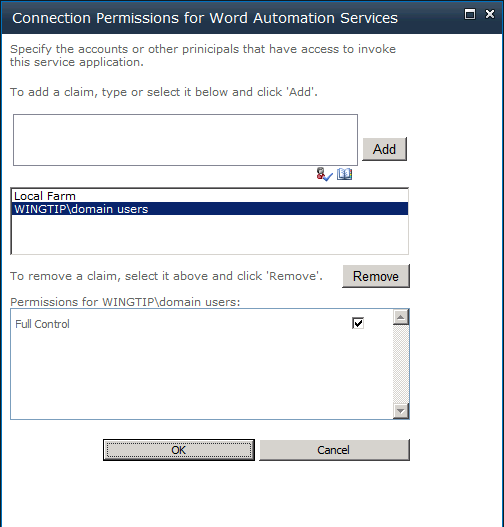 Connection Permissions for Word Automation Services
Specify the accounts or other prinicipals that have access to invoke
this service application.
To add a claim, type or select it below and click 'Add'.
Add
Local Farm
WINGTIP\domain users
To remove a claim, select it above and click 'Remove'.
Remove
Permissions for WINGTIP\domain users:
Full Control
OK
Cancel